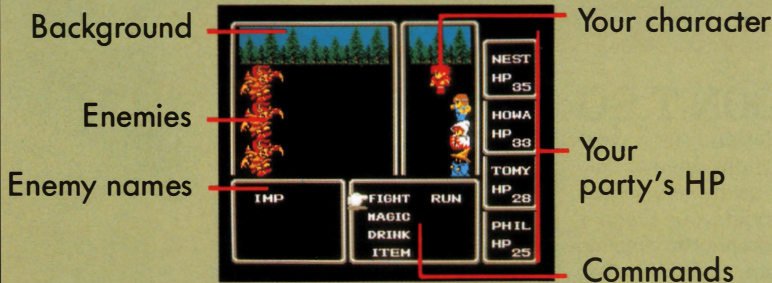 Background
Enemies
Enemy names
Your character
Your
party's HP
Commands
NEST
HP
35
HOWA
HP
33
TOMY
HP
28
PHIL
HP
25
IMP
FIGHT RUN
MAGIC
DRINK
ITEM